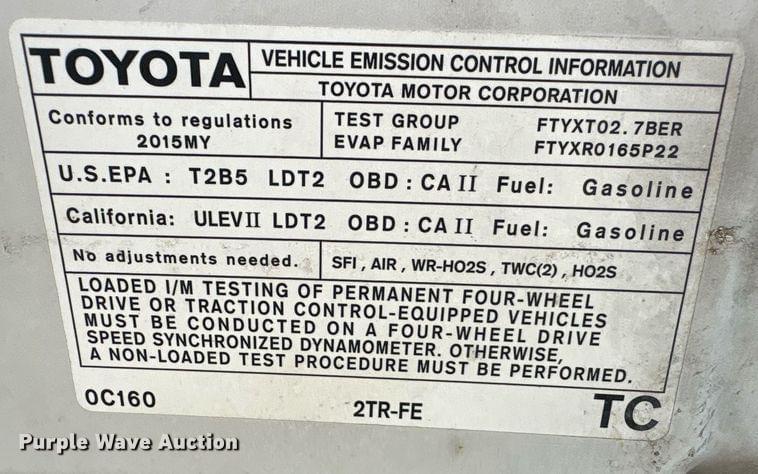 TOYOTA
VEHICLE EMISSION CONTROL INFORMATION
TOYOTA MOTOR CORPORATION
Conforms to regulations
2015MY
TEST GROUP FTYXT02.7BER
EVAP FAMILY FTYXR0165P22
U.S.EPA : T2B5 LDT2 OBD : CA II Fuel: Gasoline
California: ULEV II LDT2 OBD : CA II Fuel: Gasoline
No adjustments needed.
SFI , AIR , WR-HO2S , TWC(2) , HO2S
LOADED I/M TESTING OF PERMANENT FOUR-WHEEL
DRIVE OR TRACTION CONTROL-EQUIPPED VEHICLES
MUST BE CONDUCTED ON A FOUR-WHEEL DRIVE
SPEED SYNCHRONIZED DYNAMOMETER. OTHERWISE,
A NON-LOADED TEST PROCEDURE MUST BE PERFORMED.
0C160 2TR-FE TC
Purple Wave Auction